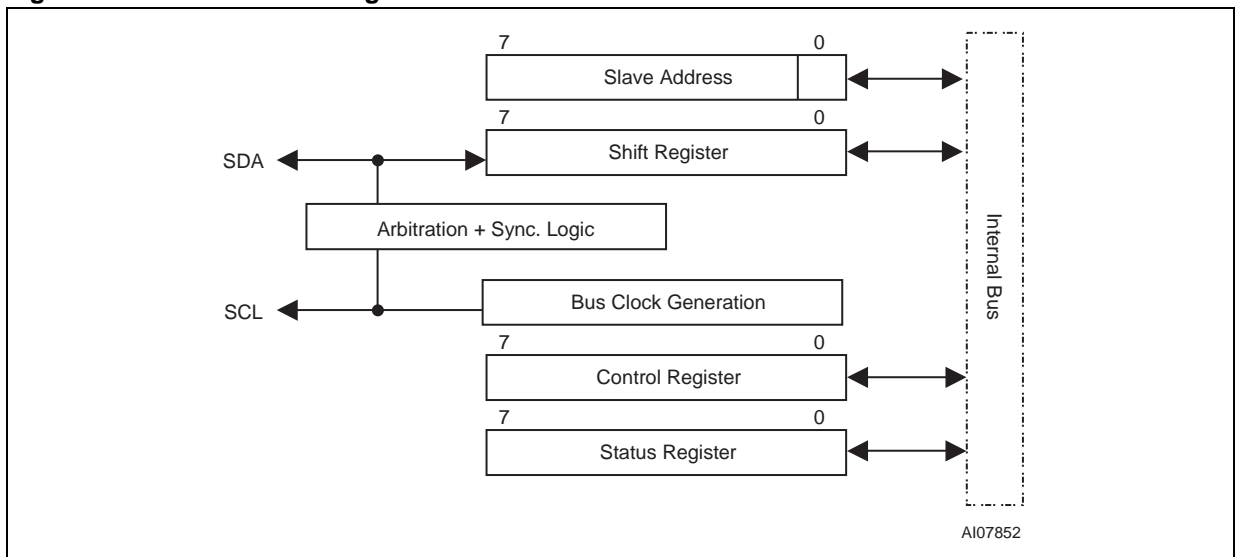 7 0
Slave Address
7 0
SDA
Shift Register
Arbitration + Sync. Logic
Internal Bus
SCL
Bus Clock Generation
7 0
Control Register
7 0
Status Register
AI07852